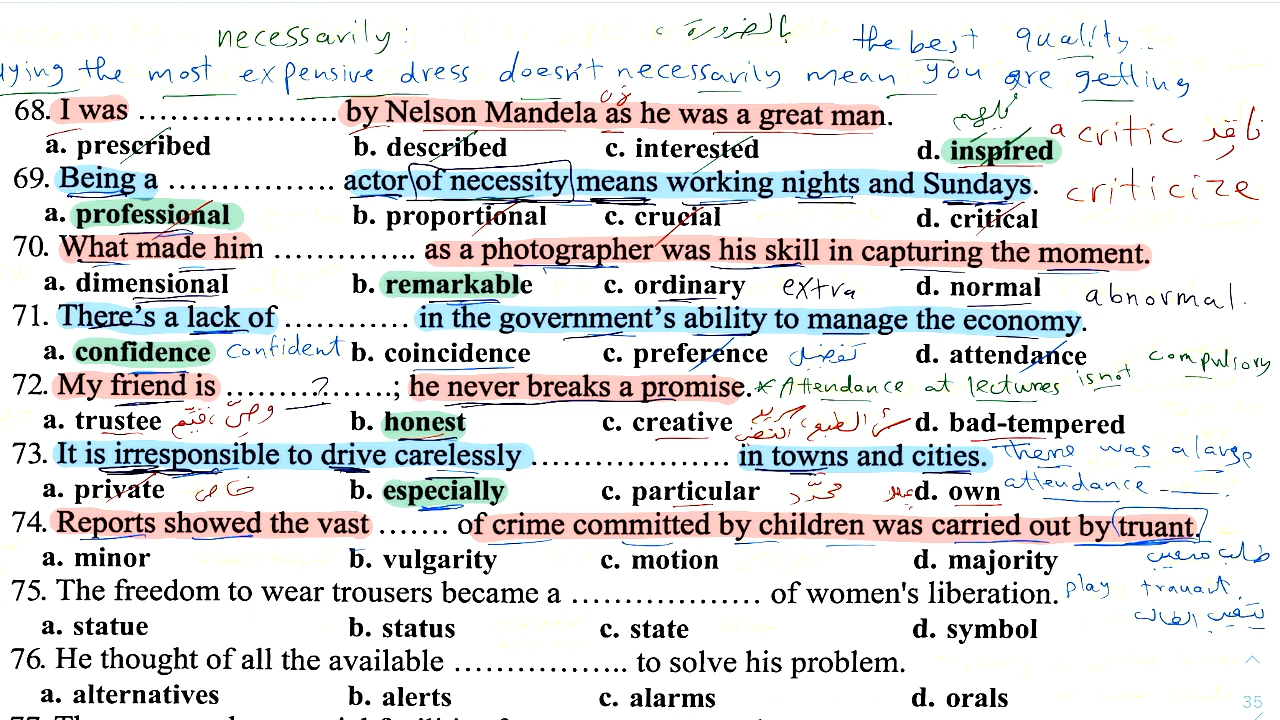 necessarily: بالضرورة the best quality..
ying the most expensive dress doesn't necessarily mean you are getting
68. I was ………………… by Nelson Mandela as he was a great man.
a. prescribed b. described c. interested d. inspired
a critic ناقد
69. Being a ……………… actor of necessity means working nights and Sundays.
criticize
a. professional b. proportional c. crucial d. critical
70. What made him …………….. as a photographer was his skill in capturing the moment.
a. dimensional b. remarkable c. ordinary extra d. normal abnormal.
71. There's a lack of ………… in the government's ability to manage the economy.
a. confidence confident b. coincidence c. preference تفضيل d. attendance compulsory
72. My friend is ………?……; he never breaks a promise. * Attendance at lectures is not
a. trustee وصيّ، قيّم b. honest c. creative d. bad-tempered
73. It is irresponsible to drive carelessly ………………… in towns and cities. there was a large
a. private خاص b. especially c. particular محدّد d. own attendance
74. Reports showed the vast ……. of crime committed by children was carried out by truant.
a. minor b. vulgarity c. motion d. majority
75. The freedom to wear trousers became a ……………… of women's liberation. play truant.
a. statue b. status c. state d. symbol
76. He thought of all the available …………….. to solve his problem.
a. alternatives b. alerts c. alarms d. orals
35